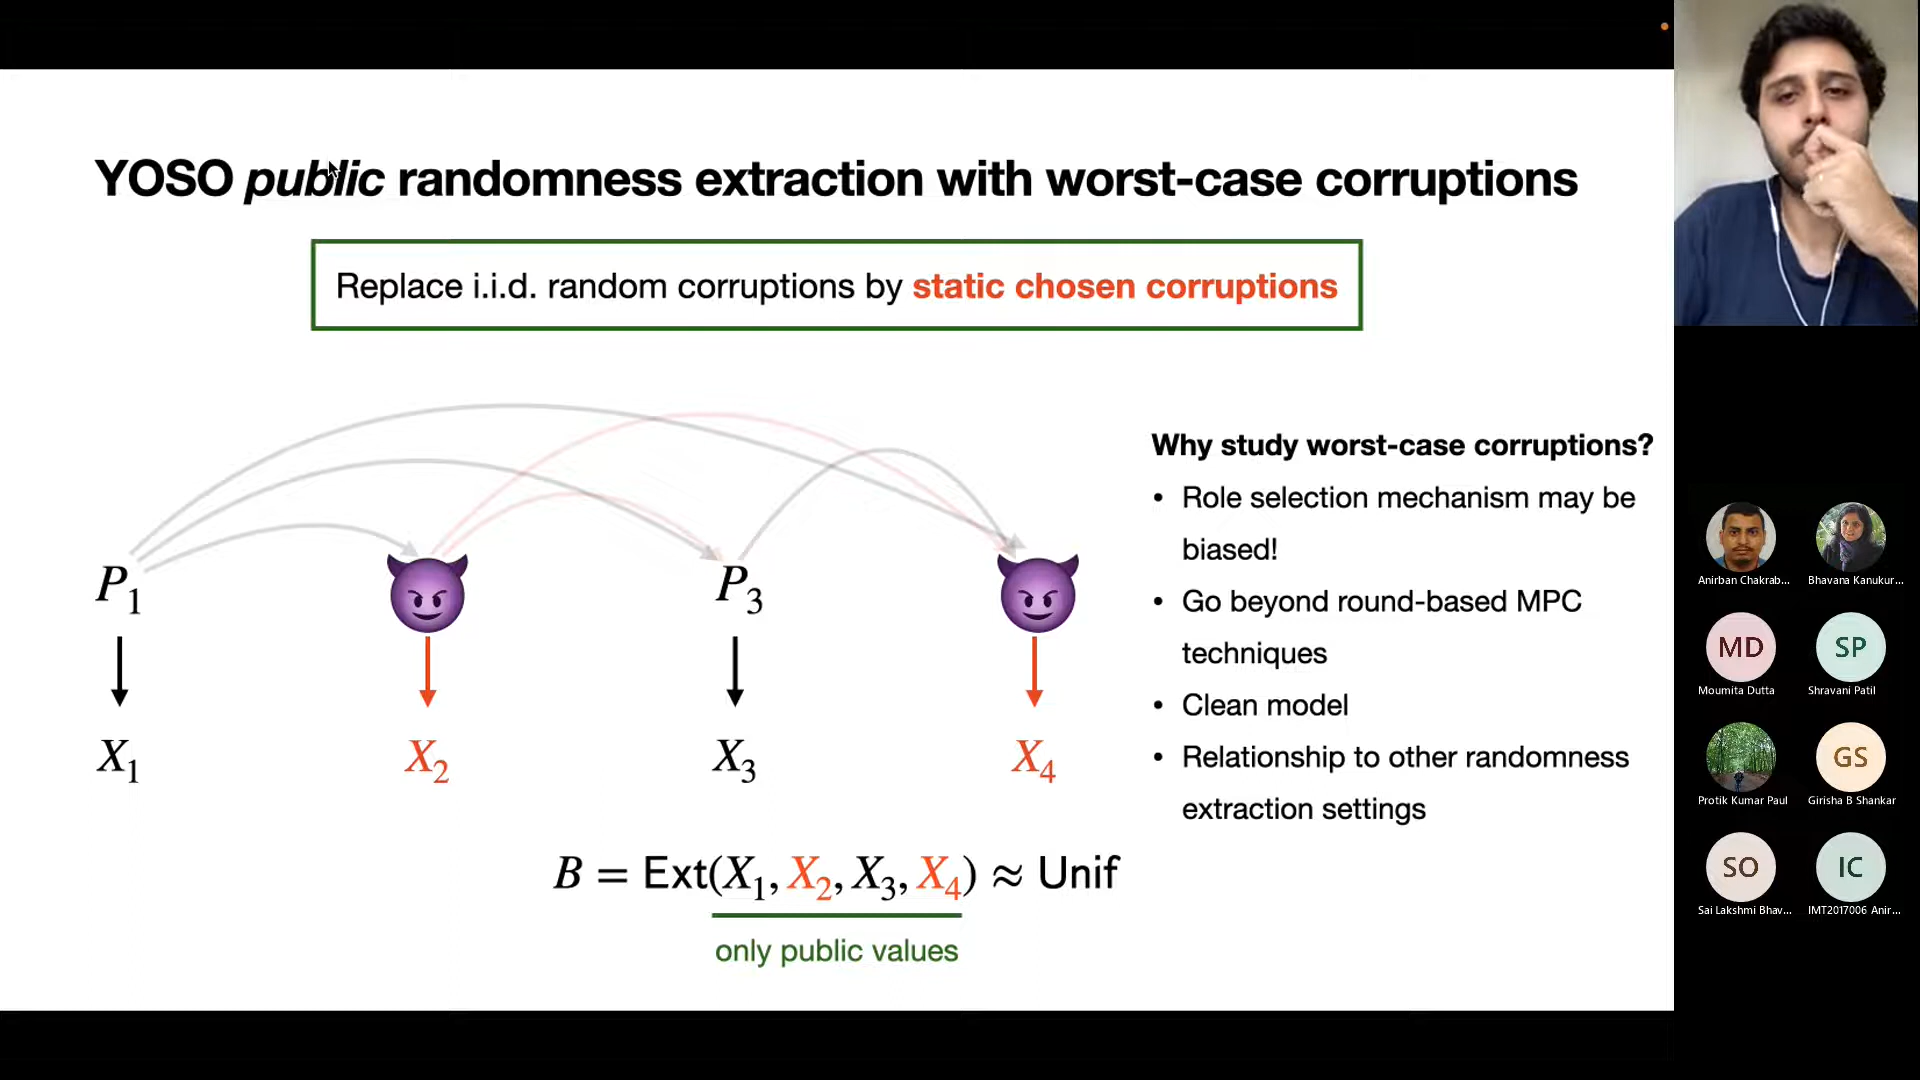 YOSO public randomness extraction with worst-case corruptions
Replace i.i.d. random corruptions by static chosen corruptions
Why study worst-case corruptions?
• Role selection mechanism may be
biased!
• Go beyond round-based MPC
techniques
• Clean model
• Relationship to other randomness
extraction settings
P₁
P₃
X₁
X₂
X₃
X₄
B = Ext(X₁, X₂, X₃, X₄) ≈ Unif
only public values
Anirban Chakrab...
Bhavana Kanukur...
MD
SP
Moumita Dutta
Shravani Patil
GS
Protik Kumar Paul
Girisha B Shankar
SO
IC
Sai Lakshmi Bhav...
IMT2017006 Anir...